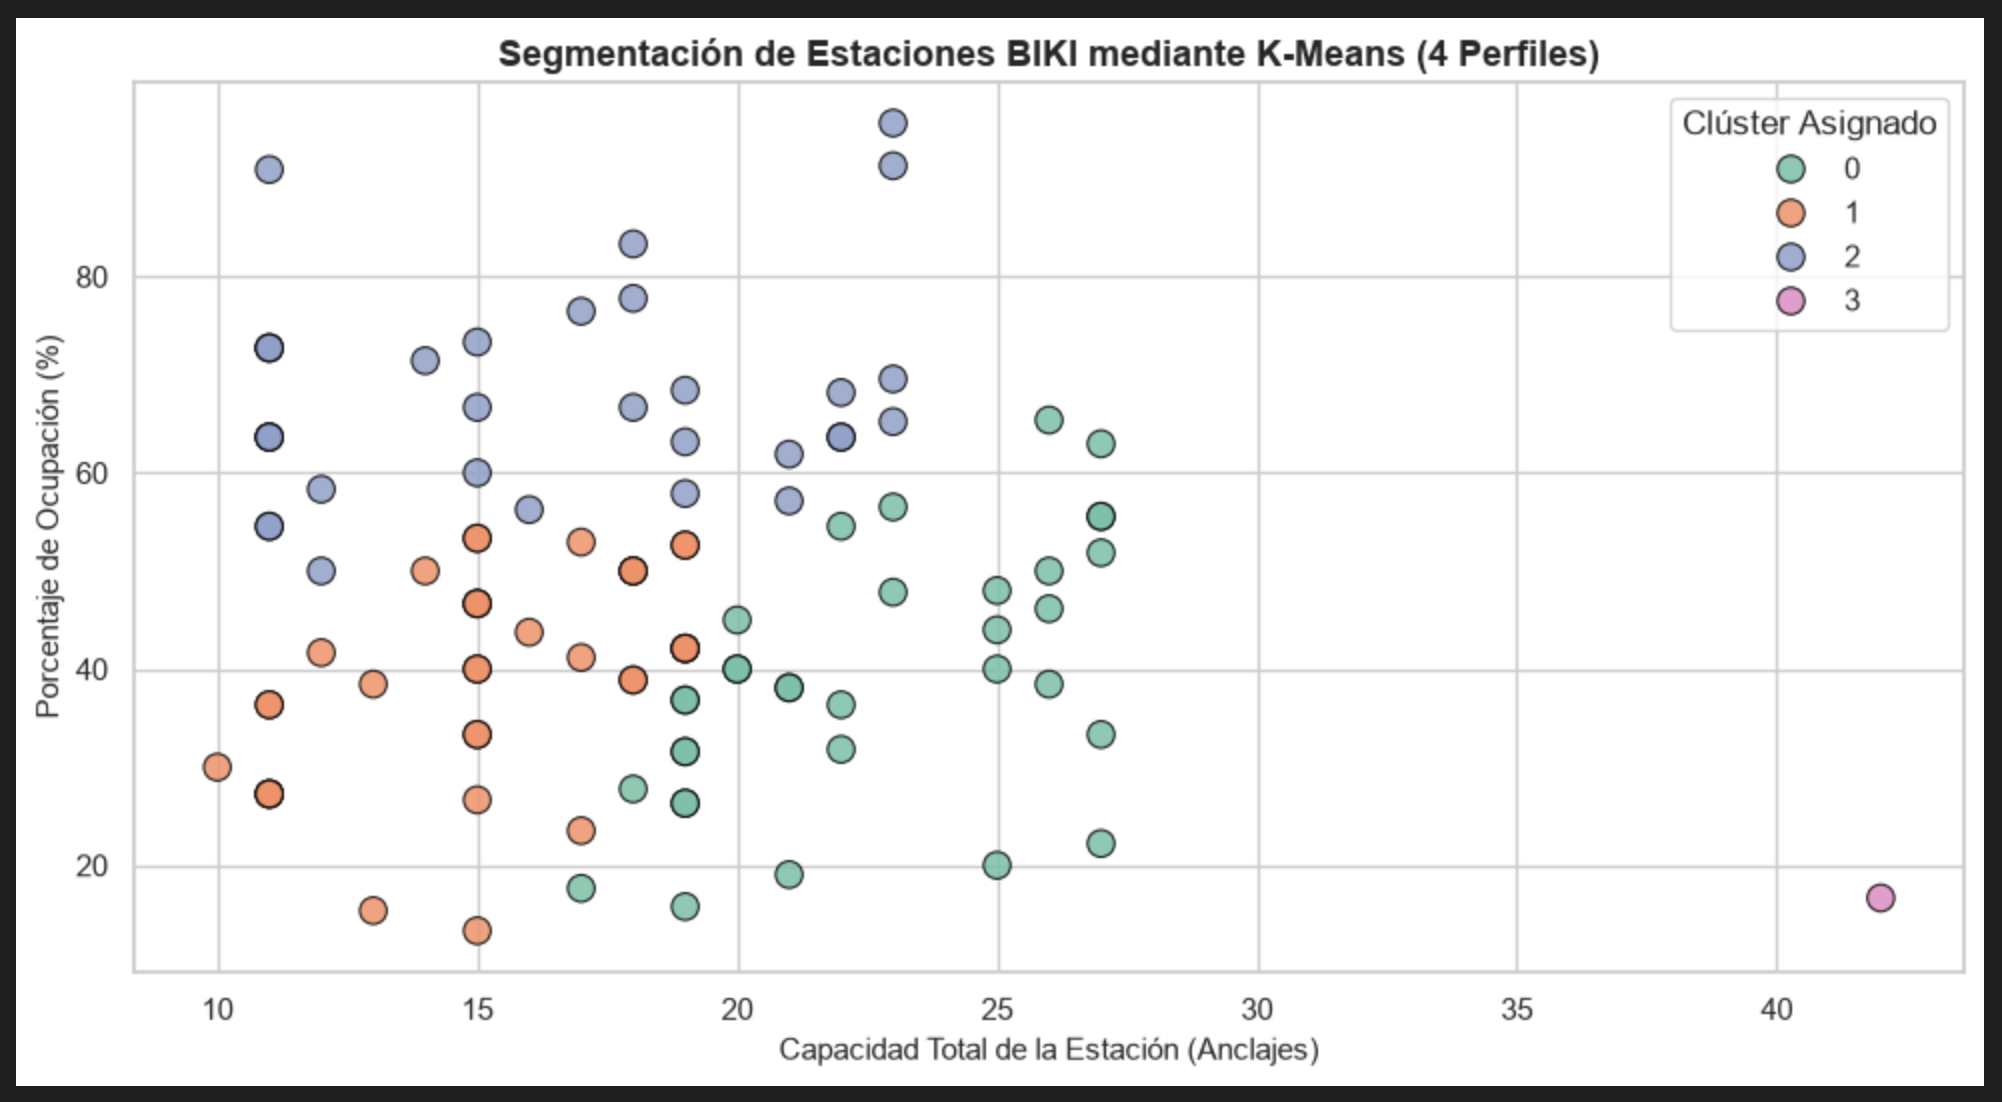 Segmentación de Estaciones BIKI mediante K-Means (4 Perfiles)
Clúster Asignado
0
1
2
3
Porcentaje de Ocupación (%)
80
60
40
20
10 15 20 25 30 35 40
Capacidad Total de la Estación (Anclajes)